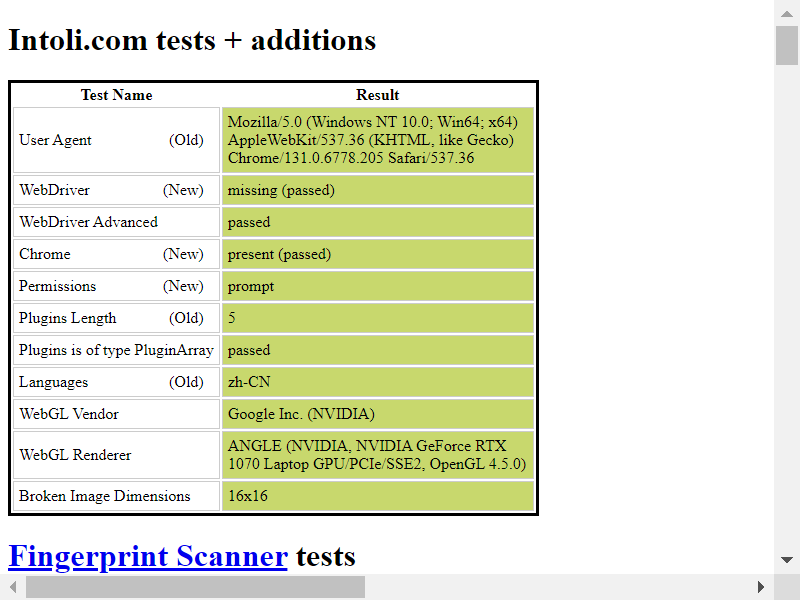 Intoli.com tests + additions
Test Name Result
User Agent (Old) Mozilla/5.0 (Windows NT 10.0; Win64; x64)
AppleWebKit/537.36 (KHTML, like Gecko)
Chrome/131.0.6778.205 Safari/537.36
WebDriver (New) missing (passed)
WebDriver Advanced passed
Chrome (New) present (passed)
Permissions (New) prompt
Plugins Length (Old) 5
Plugins is of type PluginArray passed
Languages (Old) zh-CN
WebGL Vendor Google Inc. (NVIDIA)
WebGL Renderer ANGLE (NVIDIA, NVIDIA GeForce RTX
1070 Laptop GPU/PCIe/SSE2, OpenGL 4.5.0)
Broken Image Dimensions 16x16
Fingerprint Scanner tests